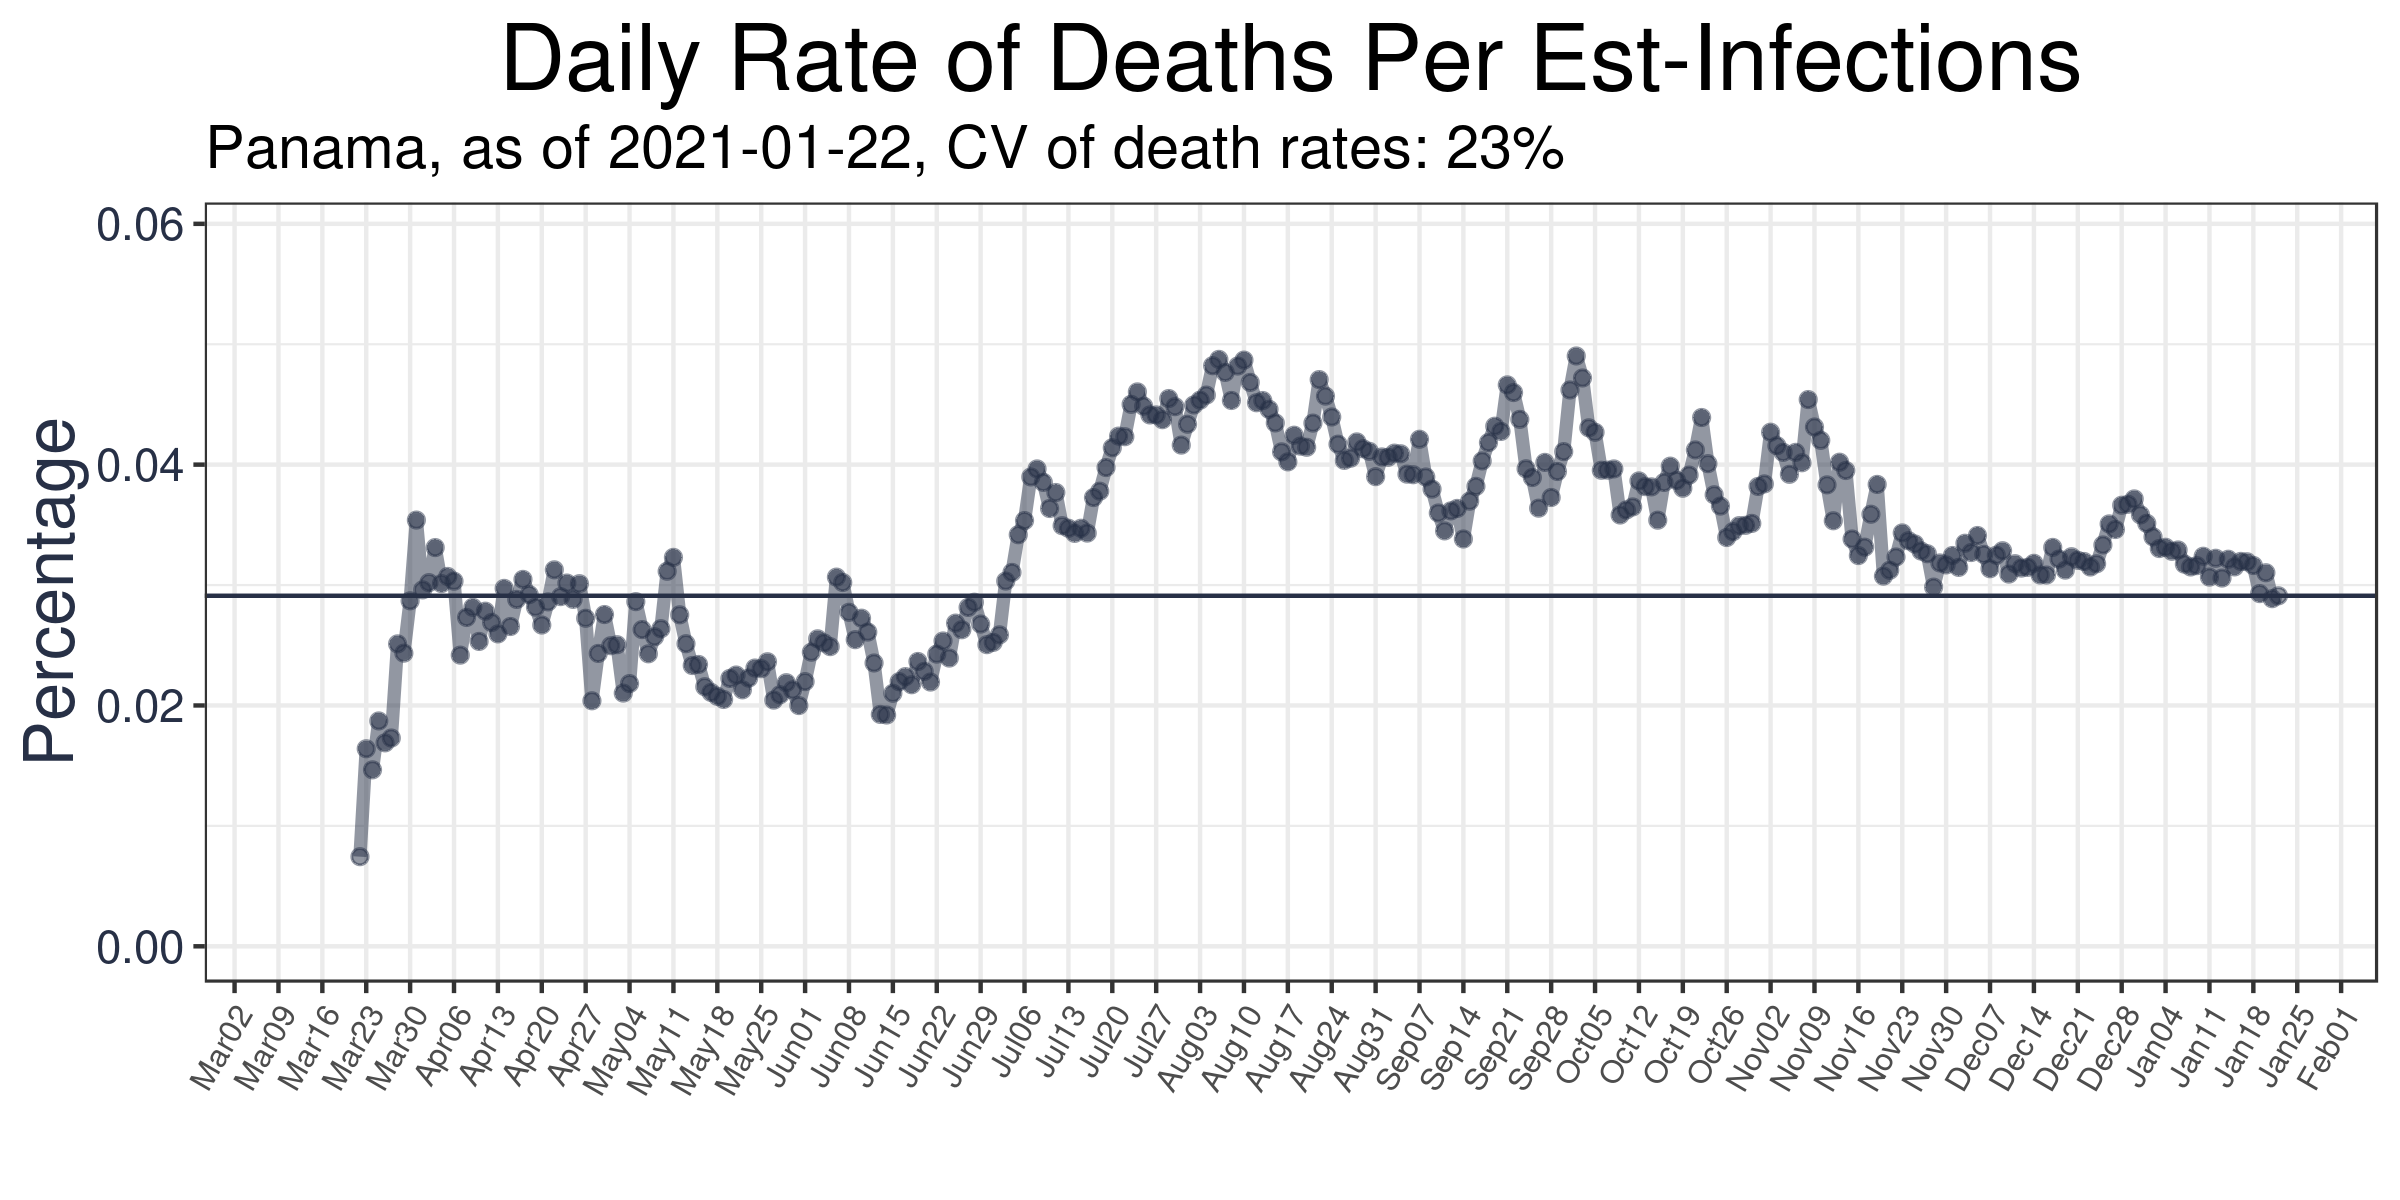 Daily Rate of Deaths Per Est-Infections
Panama, as of 2021-01-22, CV of death rates: 23%
Percentage
0.06
0.04
0.02
0.00
Mar02
Mar09
Mar16
Mar23
Mar30
Apr06
Apr13
Apr20
Apr27
May04
May11
May18
May25
Jun01
Jun08
Jun15
Jun22
Jun29
Jul06
Jul13
Jul20
Jul27
Aug03
Aug10
Aug17
Aug24
Aug31
Sep07
Sep14
Sep21
Sep28
Oct05
Oct12
Oct19
Oct26
Nov02
Nov09
Nov16
Nov23
Nov30
Dec07
Dec14
Dec21
Dec28
Jan04
Jan11
Jan18
Jan25
Feb01